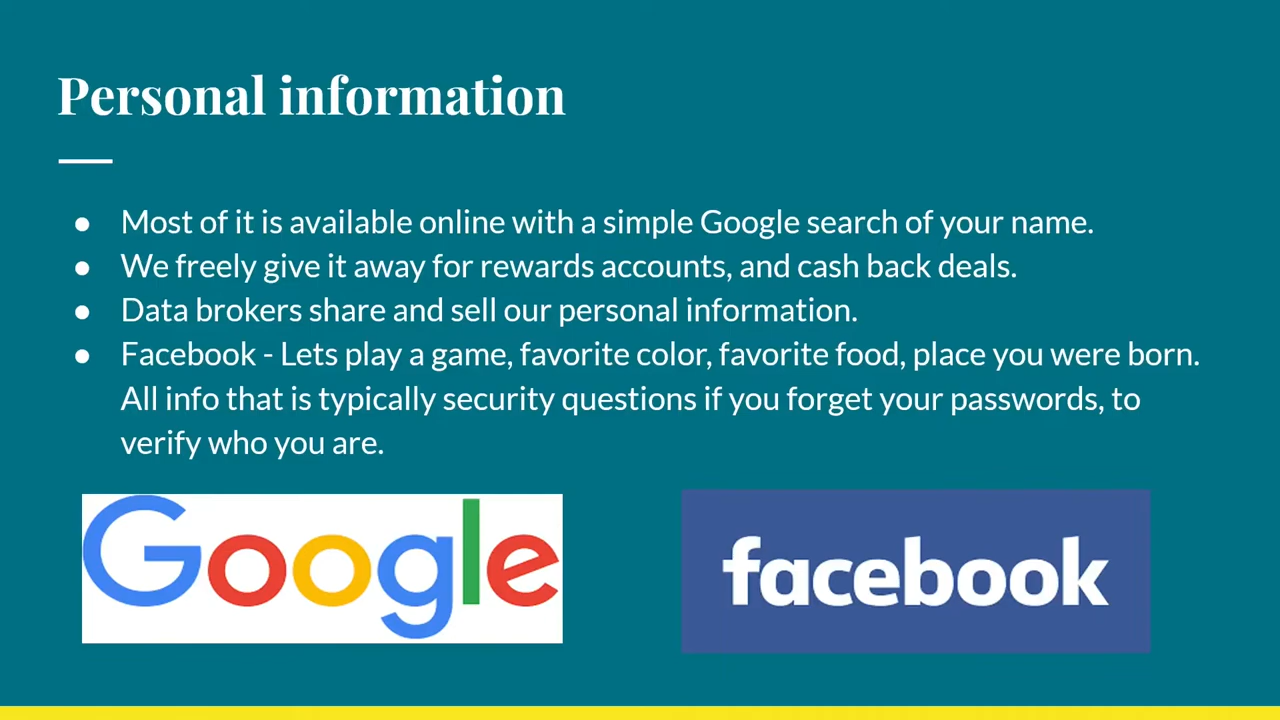 Personal information
● Most of it is available online with a simple Google search of your name.
● We freely give it away for rewards accounts, and cash back deals.
● Data brokers share and sell our personal information.
● Facebook - Lets play a game, favorite color, favorite food, place you were born.
All info that is typically security questions if you forget your passwords, to
verify who you are.
Google
facebook